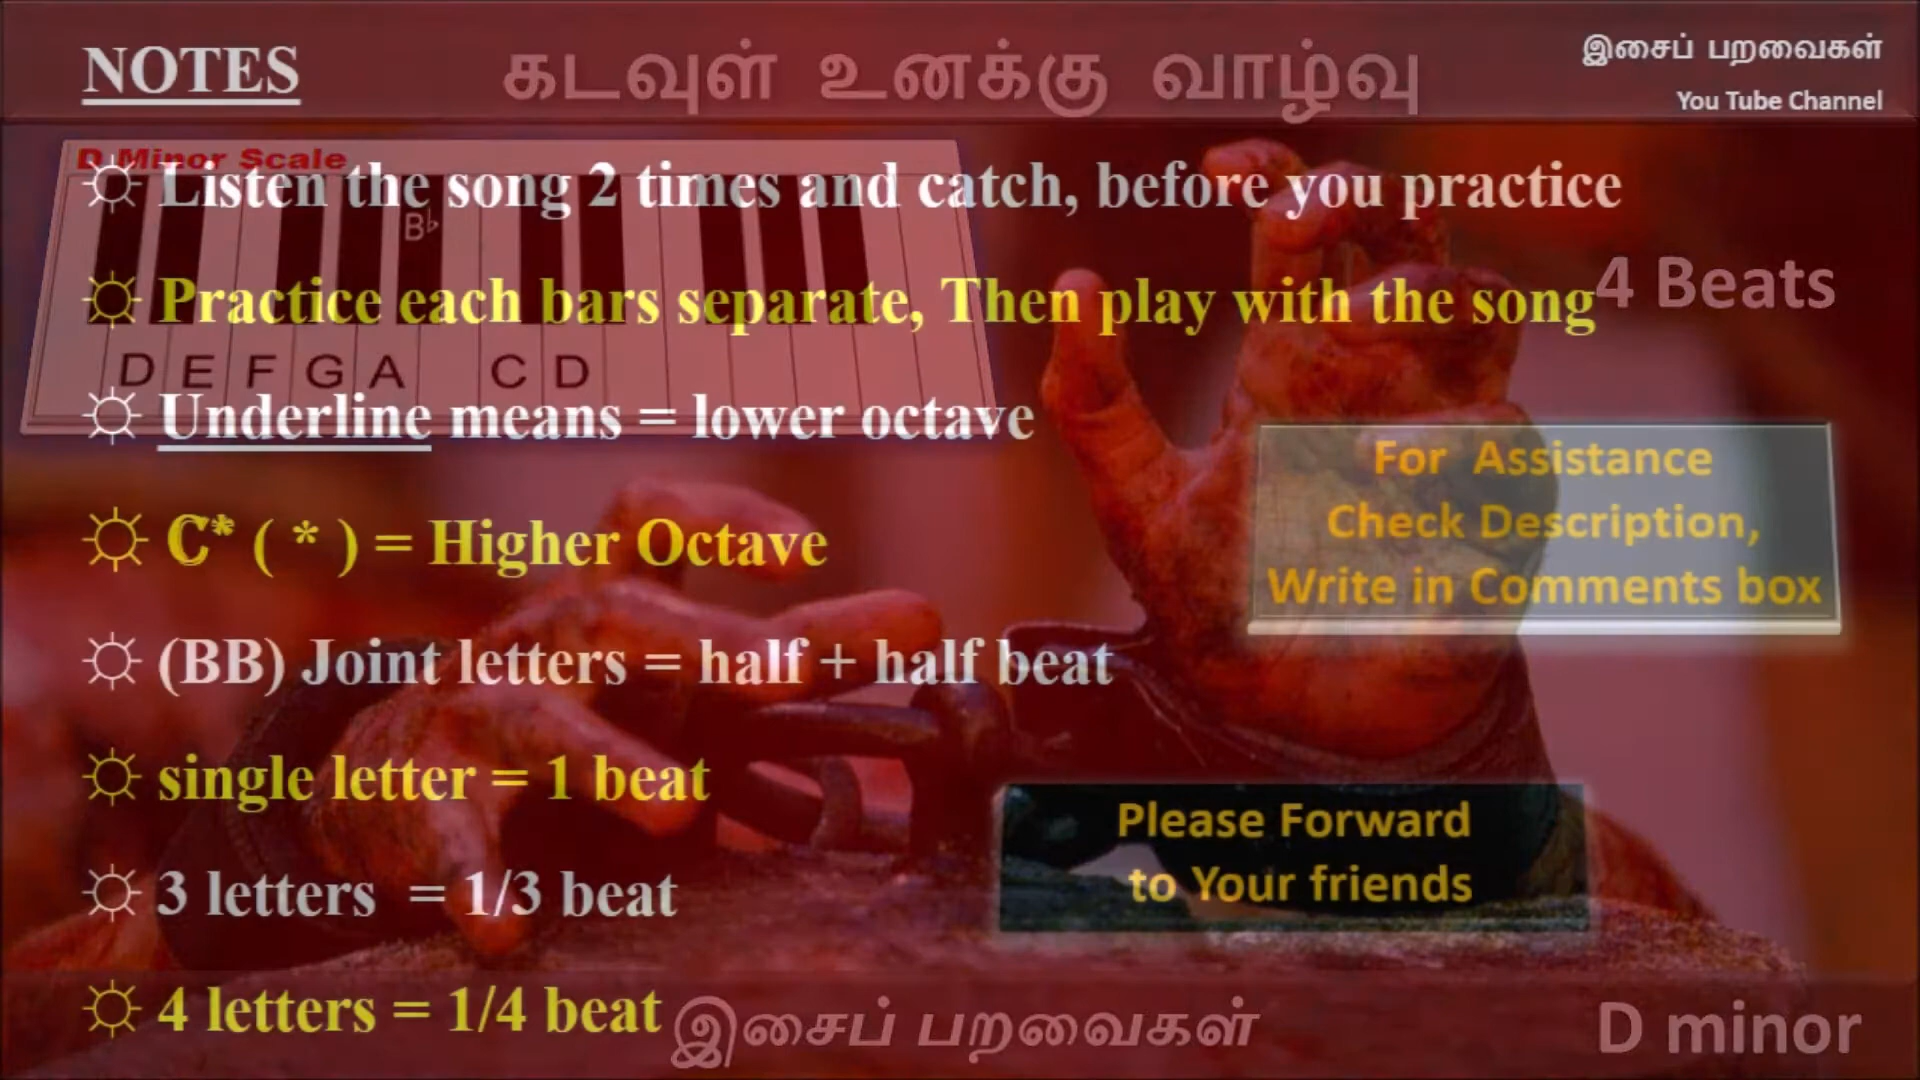 NOTES
கடவுள் உனக்கு வாழ்வு
இசைப் பறவைகள்
You Tube Channel
D Minor Scale
☼ Listen the song 2 times and catch, before you practice
B♭
4 Beats
☼ Practice each bars separate, Then play with the song
D E F G A C D
☼ Underline means = lower octave
For Assistance
Check Description,
Write in Comments box
☼ C* ( * ) = Higher Octave
☼ (BB) Joint letters = half + half beat
☼ single letter = 1 beat
Please Forward
to Your friends
☼ 3 letters = 1/3 beat
☼ 4 letters = 1/4 beat
இசைப் பறவைகள்
D minor